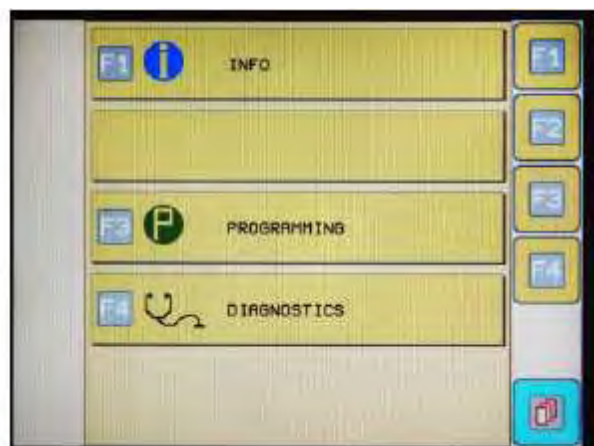 F1 i INFO F1
F2
F3 P PROGRAMMING F3
F4 DIAGNOSTICS F4